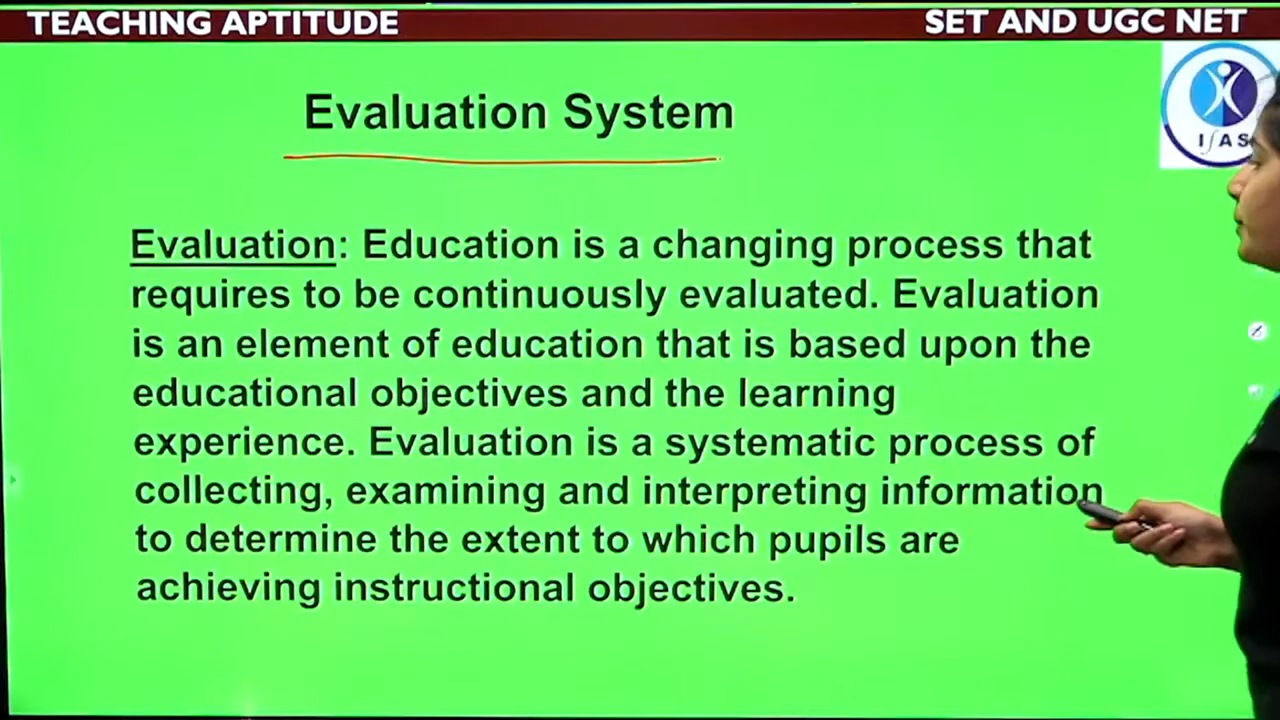 TEACHING APTITUDE
SET AND UGC NET
IfAS
Evaluation System
Evaluation: Education is a changing process that
requires to be continuously evaluated. Evaluation
is an element of education that is based upon the
educational objectives and the learning
experience. Evaluation is a systematic process of
collecting, examining and interpreting information
to determine the extent to which pupils are
achieving instructional objectives.